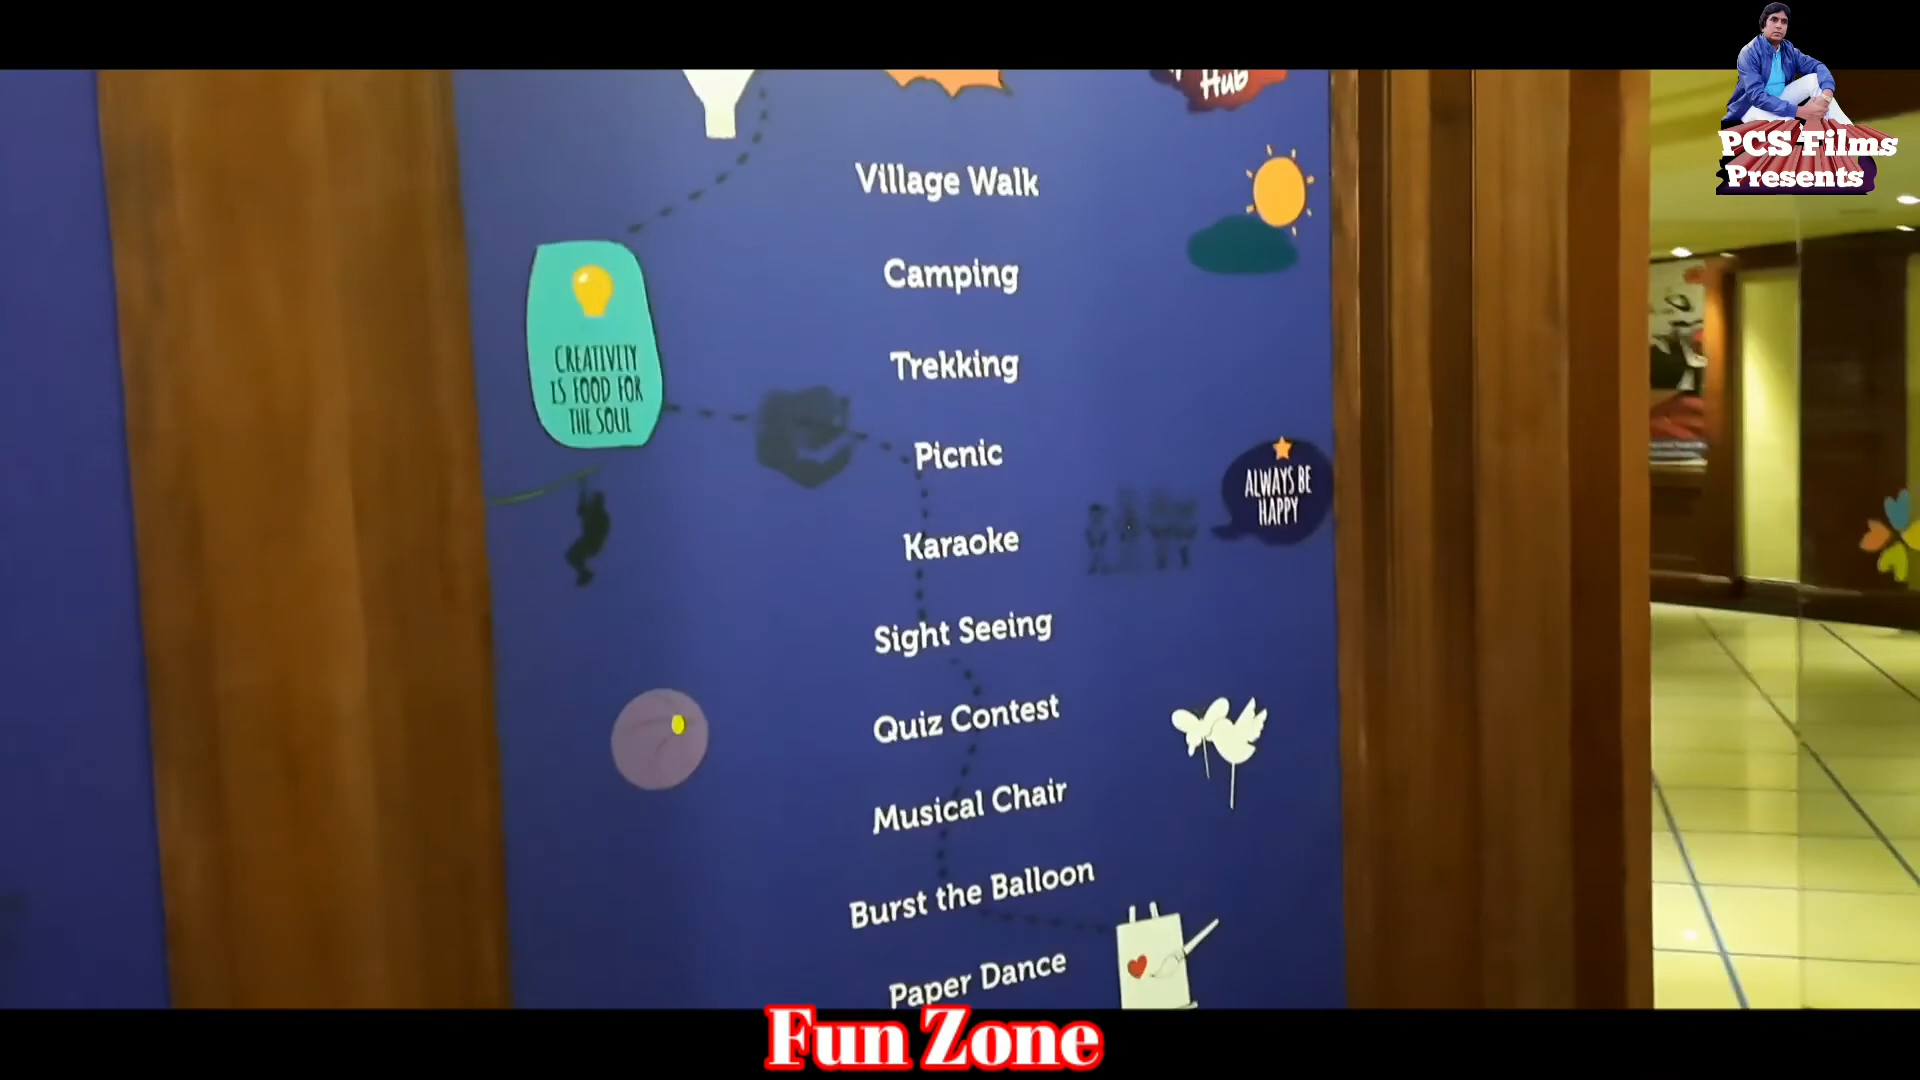 Hub
PCS Films
Presents
Village Walk
Camping
CREATIVITY
IS FOOD FOR
THE SOUL
Trekking
Picnic
ALWAYS BE
HAPPY
Karaoke
Sight Seeing
Quiz Contest
Musical Chair
Burst the Balloon
Paper Dance
Fun Zone